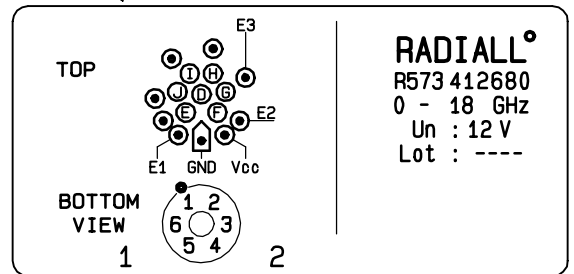 E3
TOP
I H
J D G
E F
E2
E1 GND Vcc
BOTTOM
VIEW
1 2
6 3
5 4
1 2
RADIALL°
R573 412680
0 - 18 GHz
Un : 12 V
Lot : ----